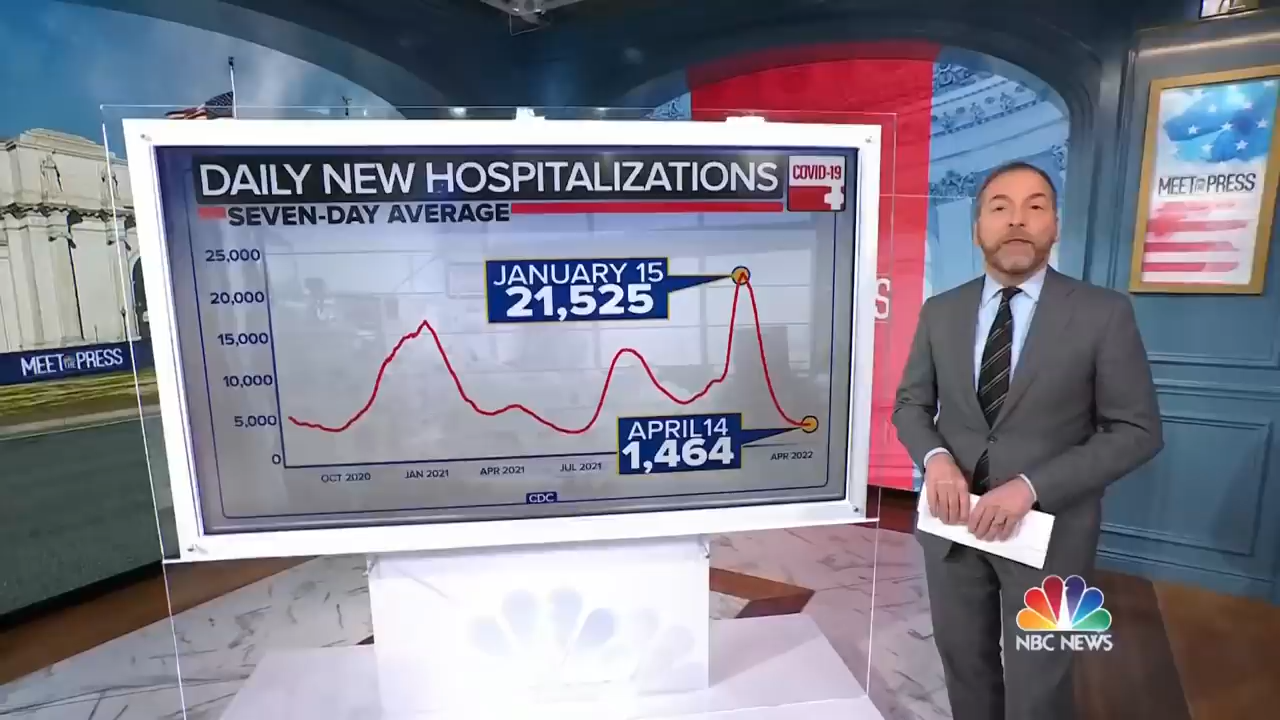 DAILY NEW HOSPITALIZATIONS
COVID-19
SEVEN-DAY AVERAGE
25,000
20,000
15,000
10,000
5,000
0
JANUARY 15
21,525
APRIL 14
1,464
OCT 2020
JAN 2021
APR 2021
JUL 2021
APR 2022
CDC
MEET THE PRESS
MEET THE PRESS
S
NBC NEWS